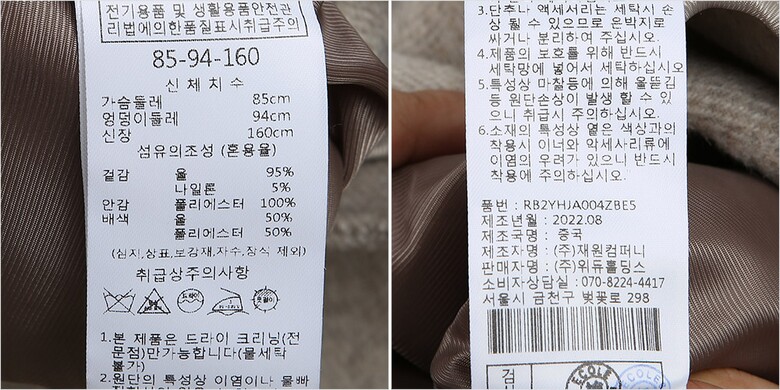 전기용품 및 생활용품안전관
리법에의한품질표시취급주의
85-94-160
신체치수
가슴둘레 85cm
엉덩이둘레 94cm
신장 160cm
섬유의조성 (혼용율)
겉감 울 95%
나일론 5%
안감 폴리에스터 100%
배색 울 50%
폴리에스터 50%
(심지,상표,보강재,자수,장식 제외)
취급상주의사항
드라이
옷걸이
1.본 제품은 드라이 크리닝(전
문점)만가능합니다(물세탁
불가)
2.원단의 특성상 이염이나 물빠
3.단추나 액세서리는 세탁시 손
상 될 수 있으므로 은박지로
싸거나 분리하여 주십시오.
4.제품의 보호를 위해 반드시
세탁망에 넣어서 세탁하십시오
5.특성상 마찰등에 의해 올뜯김
등 원단손상이 발생 할 수 있
으니 취급시 주의하십시오.
6.소재의 특성상 옅은 색상과의
착용시 이너와 악세사리류에
이염의 우려가 있으니 반드시
착용에 주의하십시오.
품번 : RB2YHJA004ZBE5
제조년월 : 2022.08
제조국명 : 중국
제조자명 : (주)재원컴퍼니
판매자명 : (주)위듀홀딩스
소비자상담실 : 070-8224-4417
서울시 금천구 벚꽃로 298
검
ECOLE
ECOLE